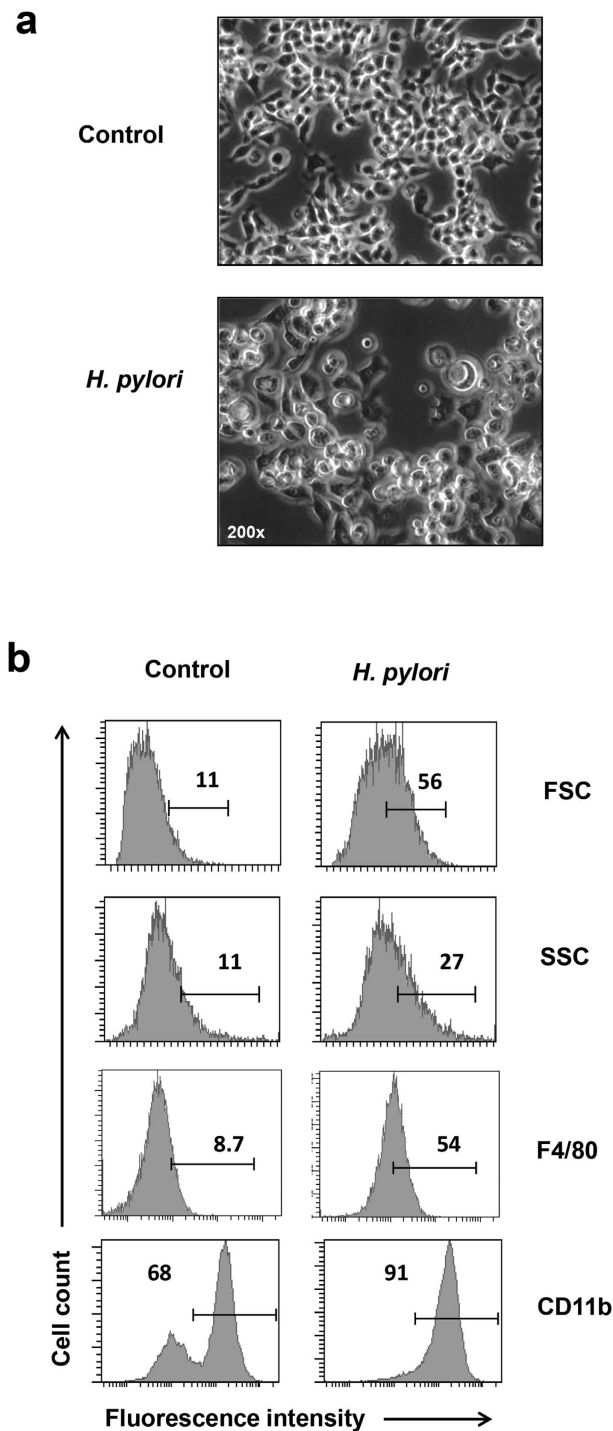 a
Control
H. pylori
200x
b
Control
H. pylori
11
56
FSC
11
27
SSC
8.7
54
F4/80
68
91
CD11b
Cell count
Fluorescence intensity